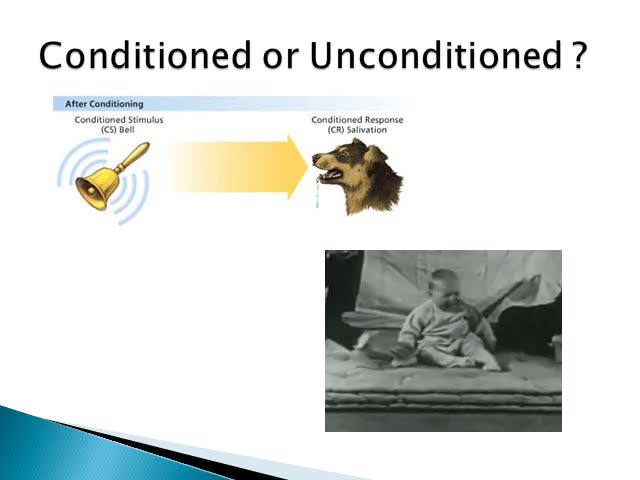 Conditioned or Unconditioned ?
After Conditioning
Conditioned Stimulus
(CS) Bell
Conditioned Response
(CR) Salivation